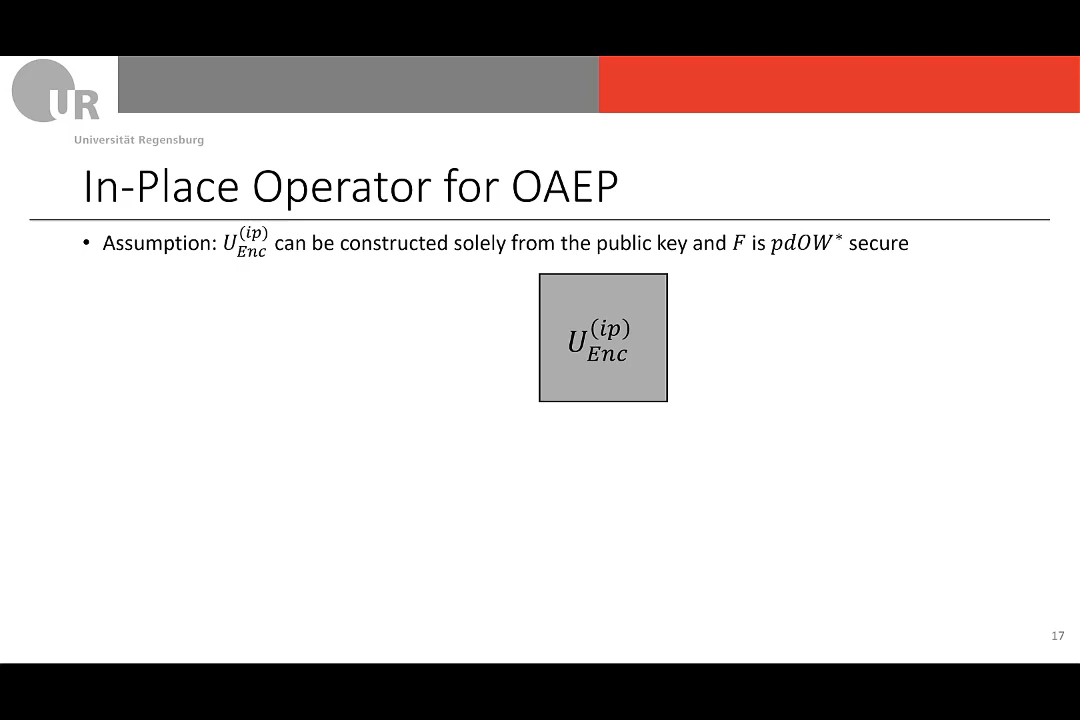 UR
Universität Regensburg
In-Place Operator for OAEP
• Assumption: $U_{Enc}^{(ip)}$ can be constructed solely from the public key and $F$ is $pdOW^*$ secure
$U_{Enc}^{(ip)}$
17